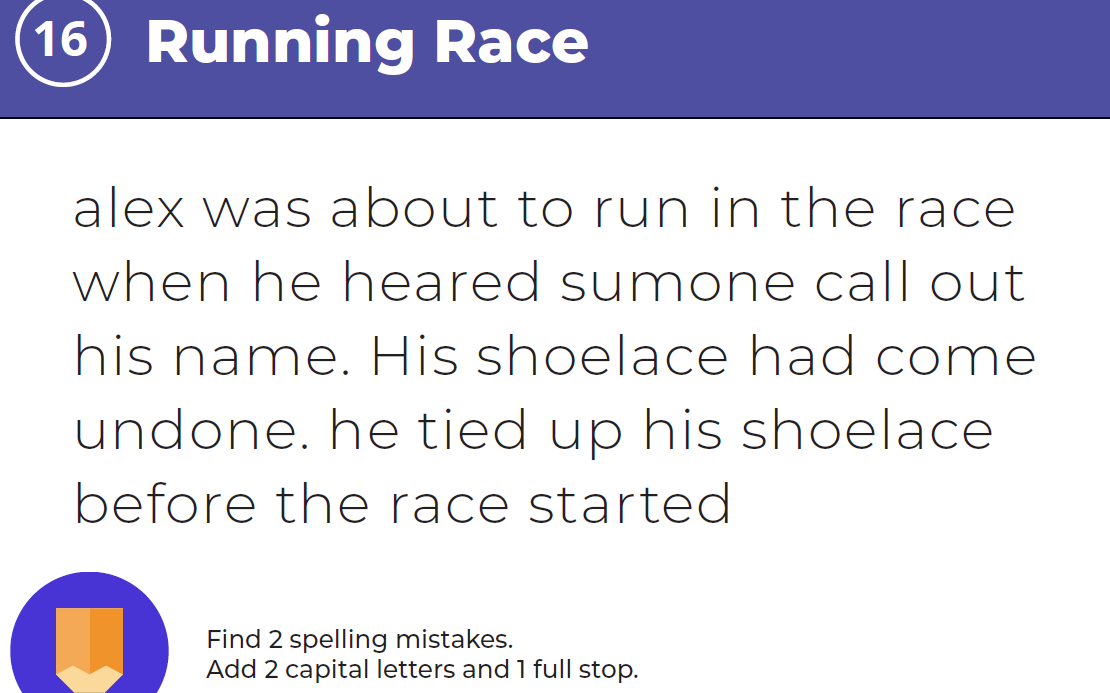 16 Running Race
alex was about to run in the race
when he heared sumone call out
his name. His shoelace had come
undone. he tied up his shoelace
before the race started
Find 2 spelling mistakes.
Add 2 capital letters and 1 full stop.